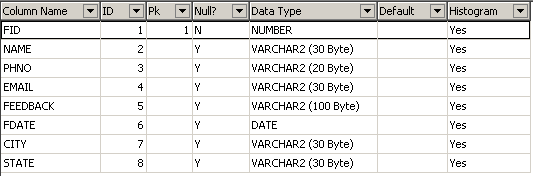 Column Name ID Pk Null? Data Type Default Histogram
FID 1 1 N NUMBER Yes
NAME 2 Y VARCHAR2 (30 Byte) Yes
PHNO 3 Y VARCHAR2 (20 Byte) Yes
EMAIL 4 Y VARCHAR2 (30 Byte) Yes
FEEDBACK 5 Y VARCHAR2 (100 Byte) Yes
FDATE 6 Y DATE Yes
CITY 7 Y VARCHAR2 (30 Byte) Yes
STATE 8 Y VARCHAR2 (30 Byte) Yes